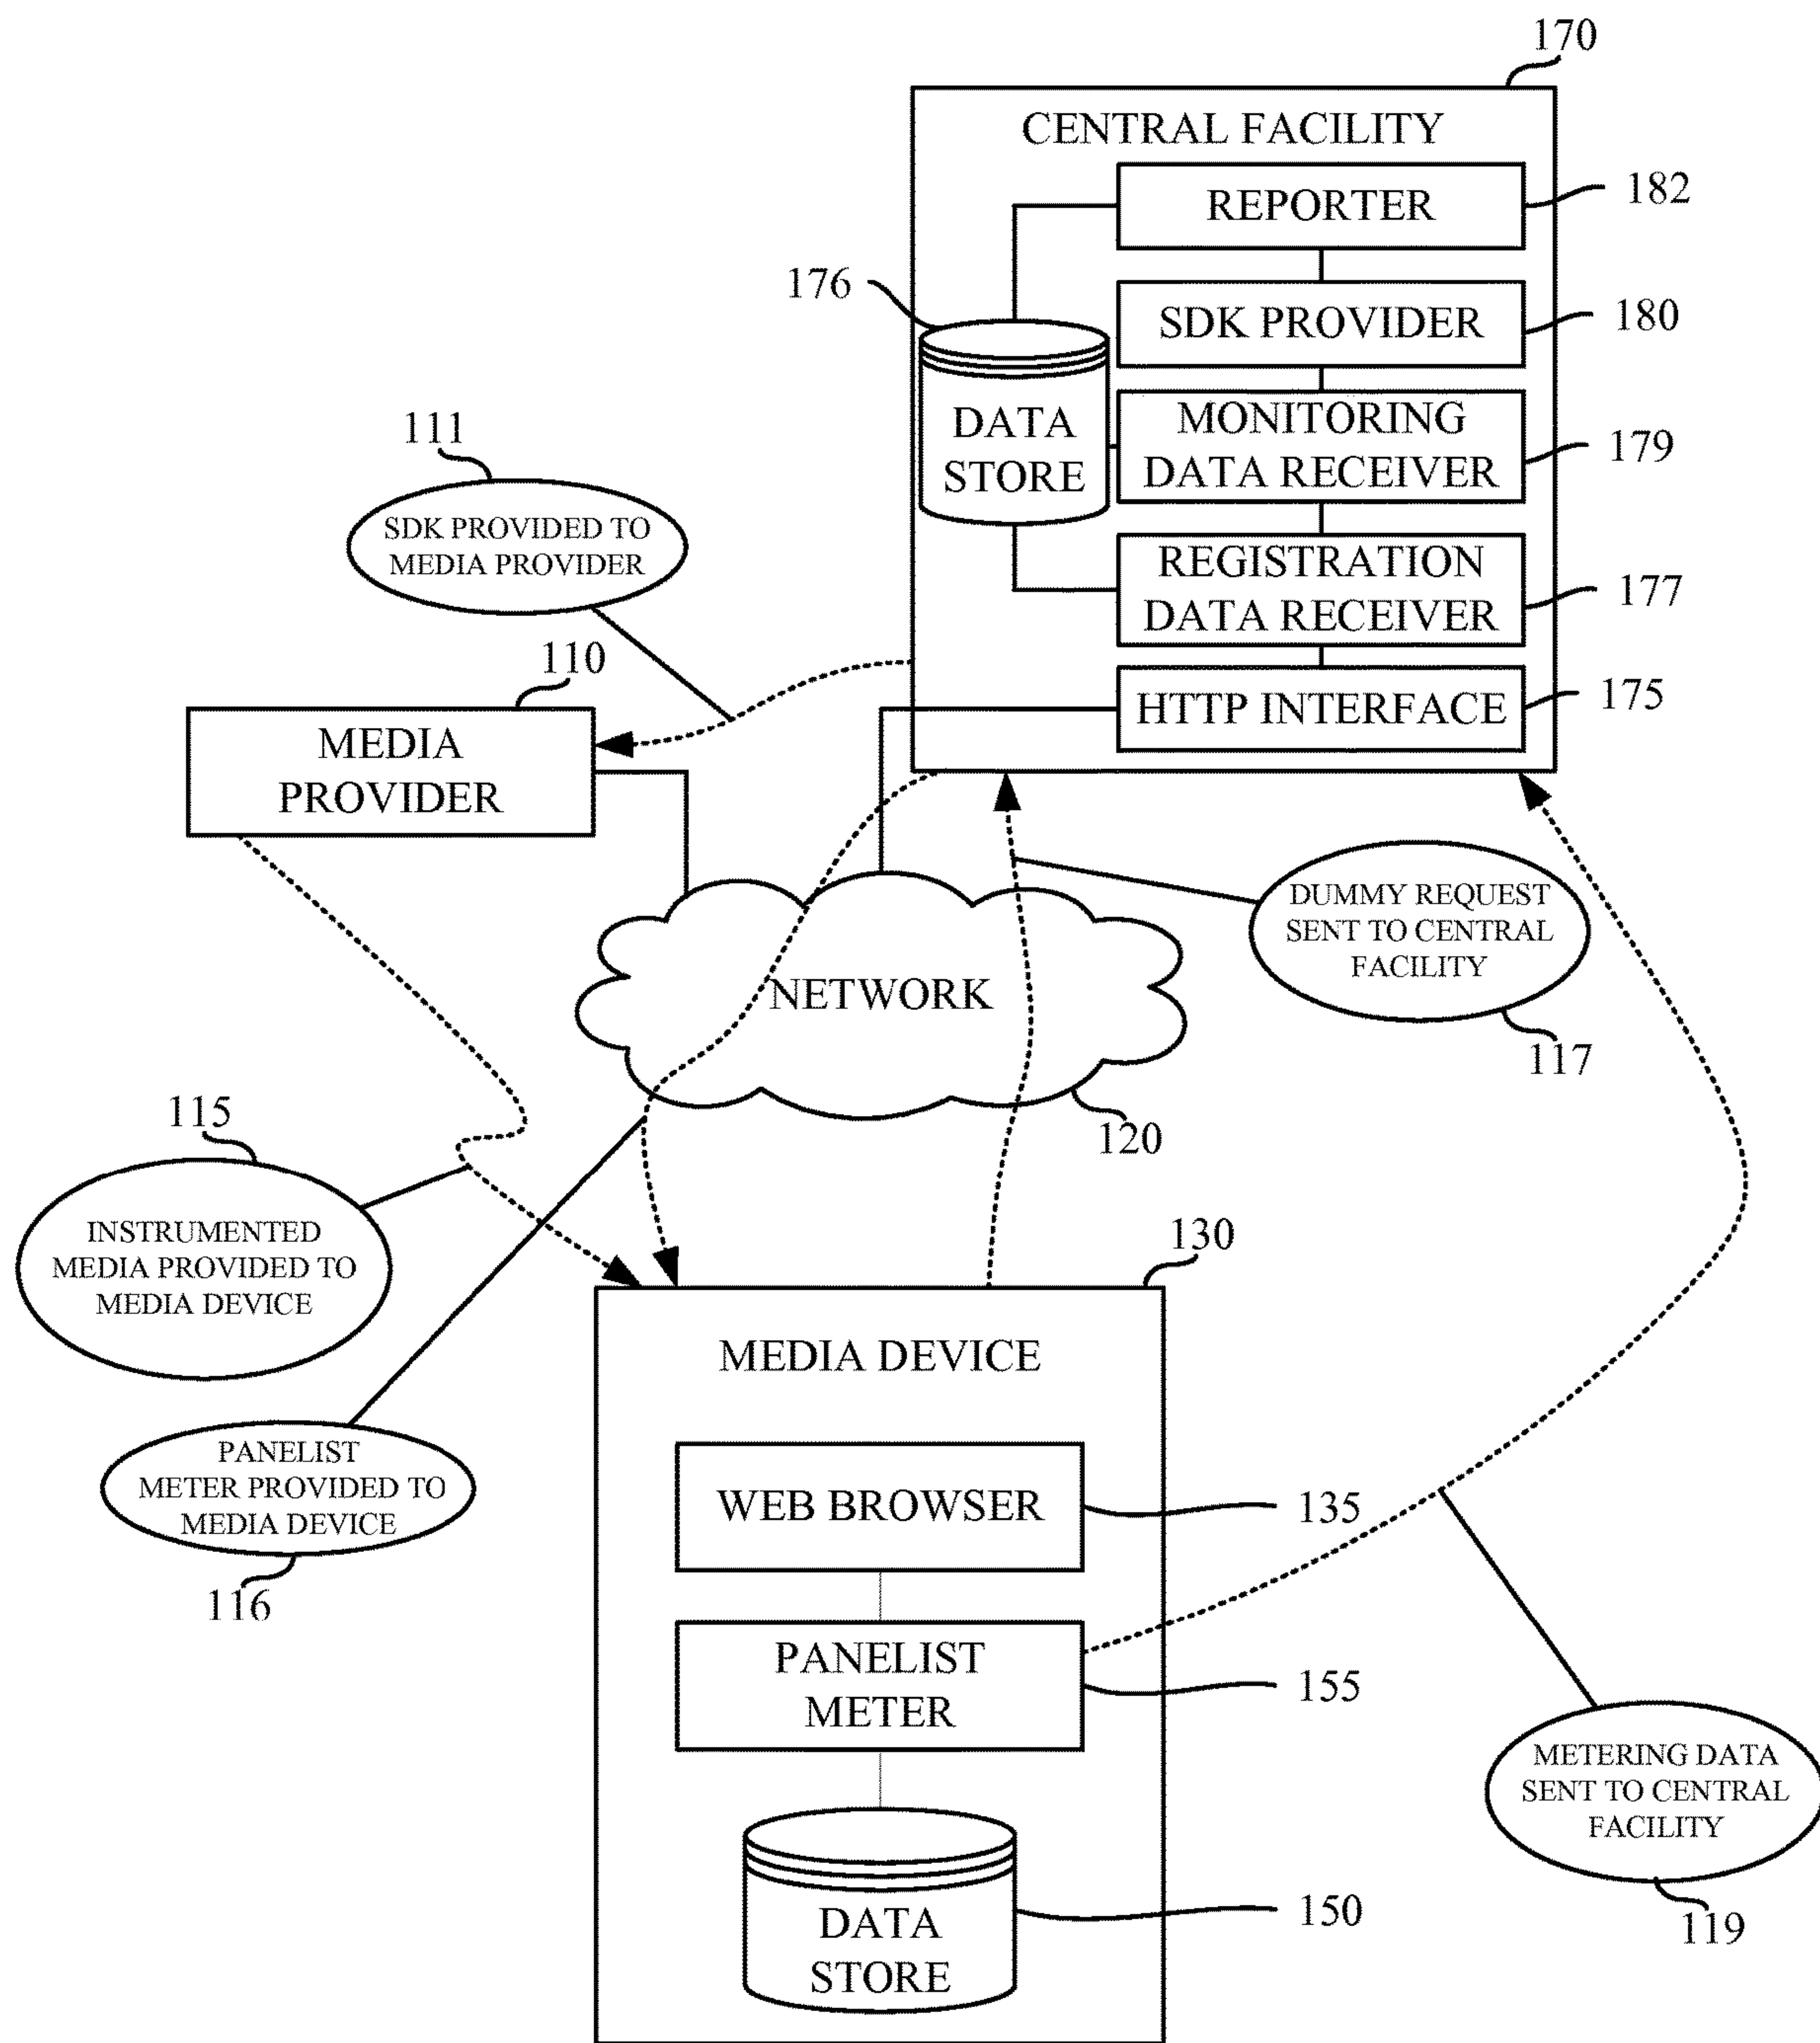 170
CENTRAL FACILITY
REPORTER
182
176
SDK PROVIDER
180
DATA
STORE
MONITORING
DATA RECEIVER
179
111
SDK PROVIDED TO
MEDIA PROVIDER
REGISTRATION
DATA RECEIVER
177
110
MEDIA
PROVIDER
HTTP INTERFACE
175
DUMMY REQUEST
SENT TO CENTRAL
FACILITY
117
NETWORK
120
115
INSTRUMENTED
MEDIA PROVIDED TO
MEDIA DEVICE
130
MEDIA DEVICE
PANELIST
METER PROVIDED TO
MEDIA DEVICE
116
WEB BROWSER
135
PANELIST
METER
155
METERING DATA
SENT TO CENTRAL
FACILITY
119
DATA
STORE
150